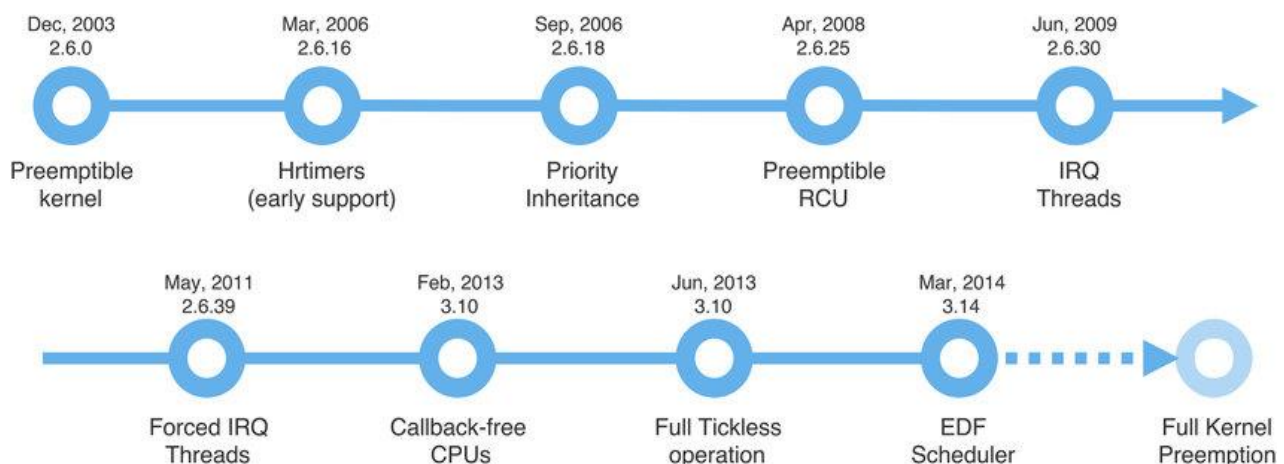 Dec, 2003
2.6.0
Mar, 2006
2.6.16
Sep, 2006
2.6.18
Apr, 2008
2.6.25
Jun, 2009
2.6.30
Preemptible
kernel
Hrtimers
(early support)
Priority
Inheritance
Preemptible
RCU
IRQ
Threads
May, 2011
2.6.39
Feb, 2013
3.10
Jun, 2013
3.10
Mar, 2014
3.14
Forced IRQ
Threads
Callback-free
CPUs
Full Tickless
operation
EDF
Scheduler
Full Kernel
Preemption